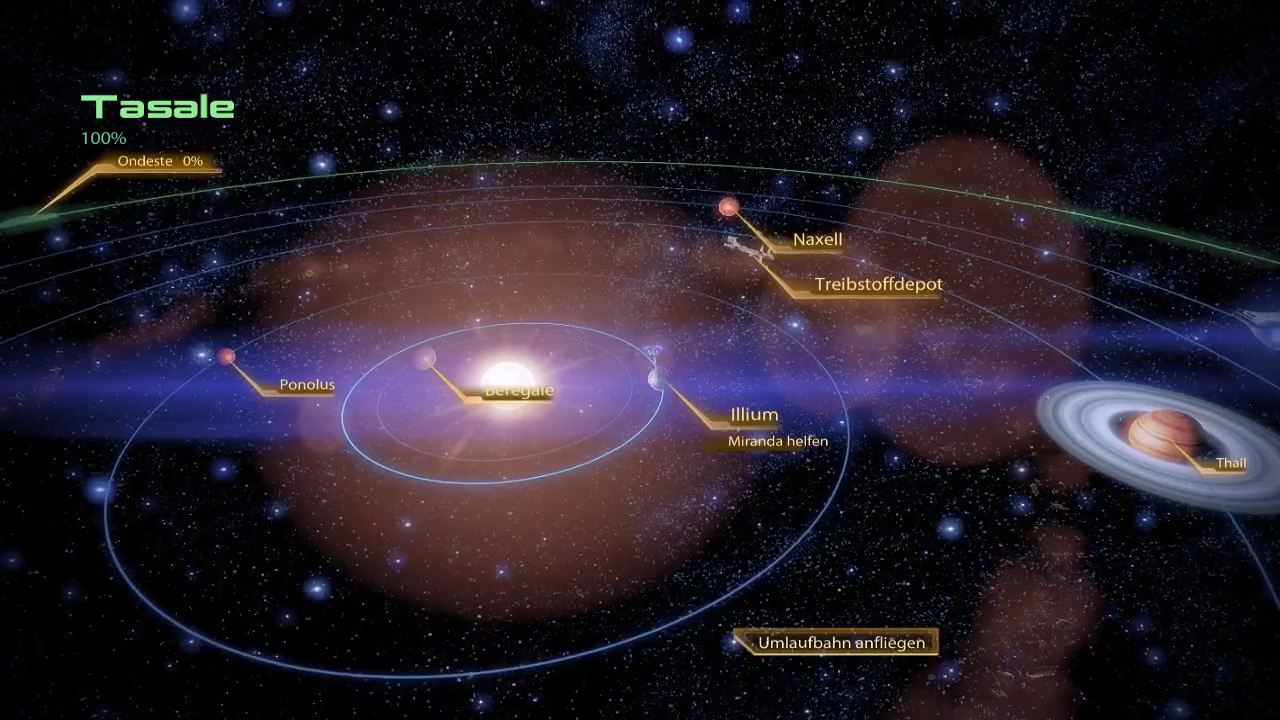 Tasale
100%
Ondeste 0%
Naxell
Treibstoffdepot
Ponolus
Beregale
Illium
Miranda helfen
Thail
Umlaufbahn anfliegen